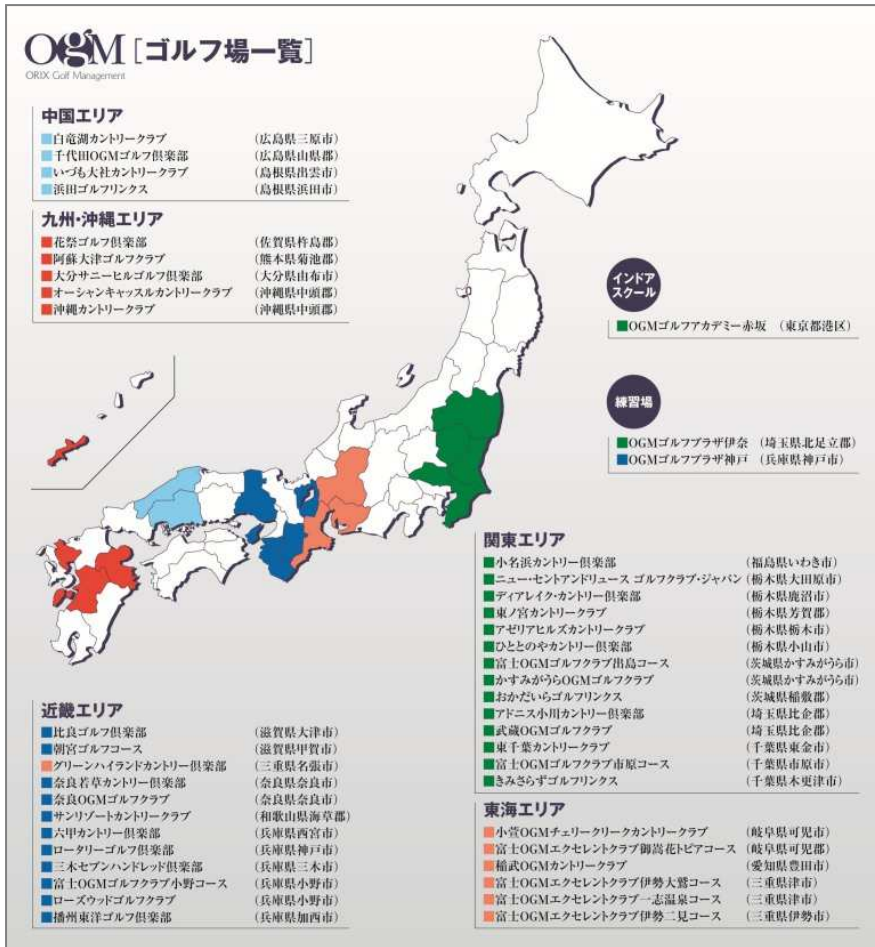 OGM [ゴルフ場一覧]
ORIX Golf Management
中国エリア
白竜湖カントリークラブ (広島県三原市)
千代田OGMゴルフ倶楽部 (広島県山県郡)
いづも大社カントリークラブ (島根県出雲市)
浜田ゴルフリンクス (島根県浜田市)
九州・沖縄エリア
花祭ゴルフ倶楽部 (佐賀県杵島郡)
阿蘇大津ゴルフクラブ (熊本県菊池郡)
大分サニーヒルゴルフ倶楽部 (大分県由布市)
オーシャンキャッスルカントリークラブ (沖縄県中頭郡)
沖縄カントリークラブ (沖縄県中頭郡)
インドア
スクール
OGMゴルフアカデミー赤坂 (東京都港区)
練習場
OGMゴルフプラザ伊奈 (埼玉県北足立郡)
OGMゴルフプラザ神戸 (兵庫県神戸市)
関東エリア
小名浜カントリー倶楽部 (福島県いわき市)
ニュー・セントアンドリュース ゴルフクラブ・ジャパン (栃木県大田原市)
ディアレイク・カントリー倶楽部 (栃木県鹿沼市)
東ノ宮カントリークラブ (栃木県芳賀郡)
アゼリアヒルズカントリークラブ (栃木県栃木市)
ひととのやカントリー倶楽部 (栃木県小山市)
富士OGMゴルフクラブ出島コース (茨城県かすみがうら市)
かすみがうらOGMゴルフクラブ (茨城県かすみがうら市)
おかだいらゴルフリンクス (茨城県稲敷郡)
アドニス小川カントリー倶楽部 (埼玉県比企郡)
武蔵OGMゴルフクラブ (埼玉県比企郡)
東千葉カントリークラブ (千葉県東金市)
富士OGMゴルフクラブ市原コース (千葉県市原市)
きみさらずゴルフリンクス (千葉県木更津市)
近畿エリア
比良ゴルフ倶楽部 (滋賀県大津市)
朝宮ゴルフコース (滋賀県甲賀市)
グリーンハイランドカントリー倶楽部 (三重県名張市)
奈良若草カントリー倶楽部 (奈良県奈良市)
奈良OGMゴルフクラブ (奈良県奈良市)
サンリゾートカントリークラブ (和歌山県海草郡)
六甲カントリー倶楽部 (兵庫県西宮市)
ロータリーゴルフ倶楽部 (兵庫県神戸市)
三木セブンハンドレッド倶楽部 (兵庫県三木市)
富士OGMゴルフクラブ小野コース (兵庫県小野市)
ローズウッドゴルフクラブ (兵庫県小野市)
播州東洋ゴルフ倶楽部 (兵庫県加西市)
東海エリア
小萱OGMチェリークリークカントリークラブ (岐阜県可児市)
富士OGMエクセレントクラブ御嵩花トピアコース (岐阜県可児郡)
稲武OGMカントリークラブ (愛知県豊田市)
富士OGMエクセレントクラブ伊勢大鷲コース (三重県津市)
富士OGMエクセレントクラブ一志温泉コース (三重県津市)
富士OGMエクセレントクラブ伊勢二見コース (三重県伊勢市)